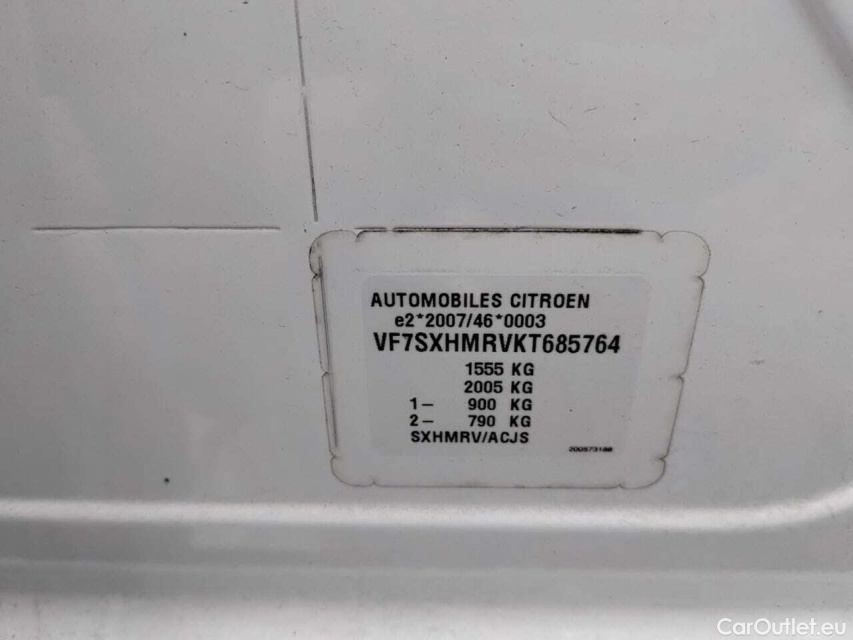 AUTOMOBILES CITROEN
e2*2007/46*0003
VF7SXHMRVKT685764
1555 KG
2005 KG
1– 900 KG
2– 790 KG
SXHMRV/ACJS
CarOutlet.eu